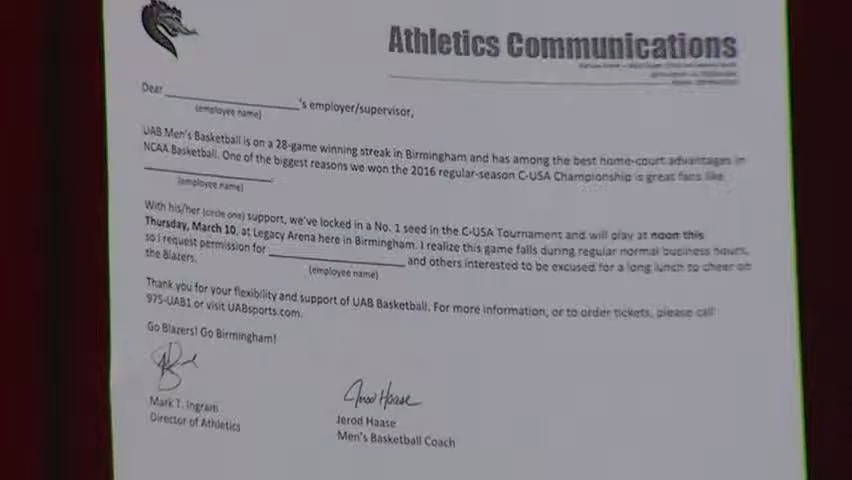 Athletics Communications
Dear ____________________'s employer/supervisor,
(employee name)
UAB Men's Basketball is on a 28-game winning streak in Birmingham and has among the best home-court advantages in
NCAA Basketball. One of the biggest reasons we won the 2016 regular-season C-USA Championship is great fans like
____________________.
(employee name)
With his/her (circle one) support, we've locked in a No. 1 seed in the C-USA Tournament and will play at noon this
Thursday, March 10, at Legacy Arena here in Birmingham. I realize this game falls during regular normal business hours,
so I request permission for ____________________ and others interested to be excused for a long lunch to cheer on
(employee name)
the Blazers.
Thank you for your flexibility and support of UAB Basketball. For more information, or to order tickets, please call
975-UAB1 or visit UABsports.com.
Go Blazers! Go Birmingham!
Jerod Haase
Mark T. Ingram
Director of Athletics
Jerod Haase
Men's Basketball Coach